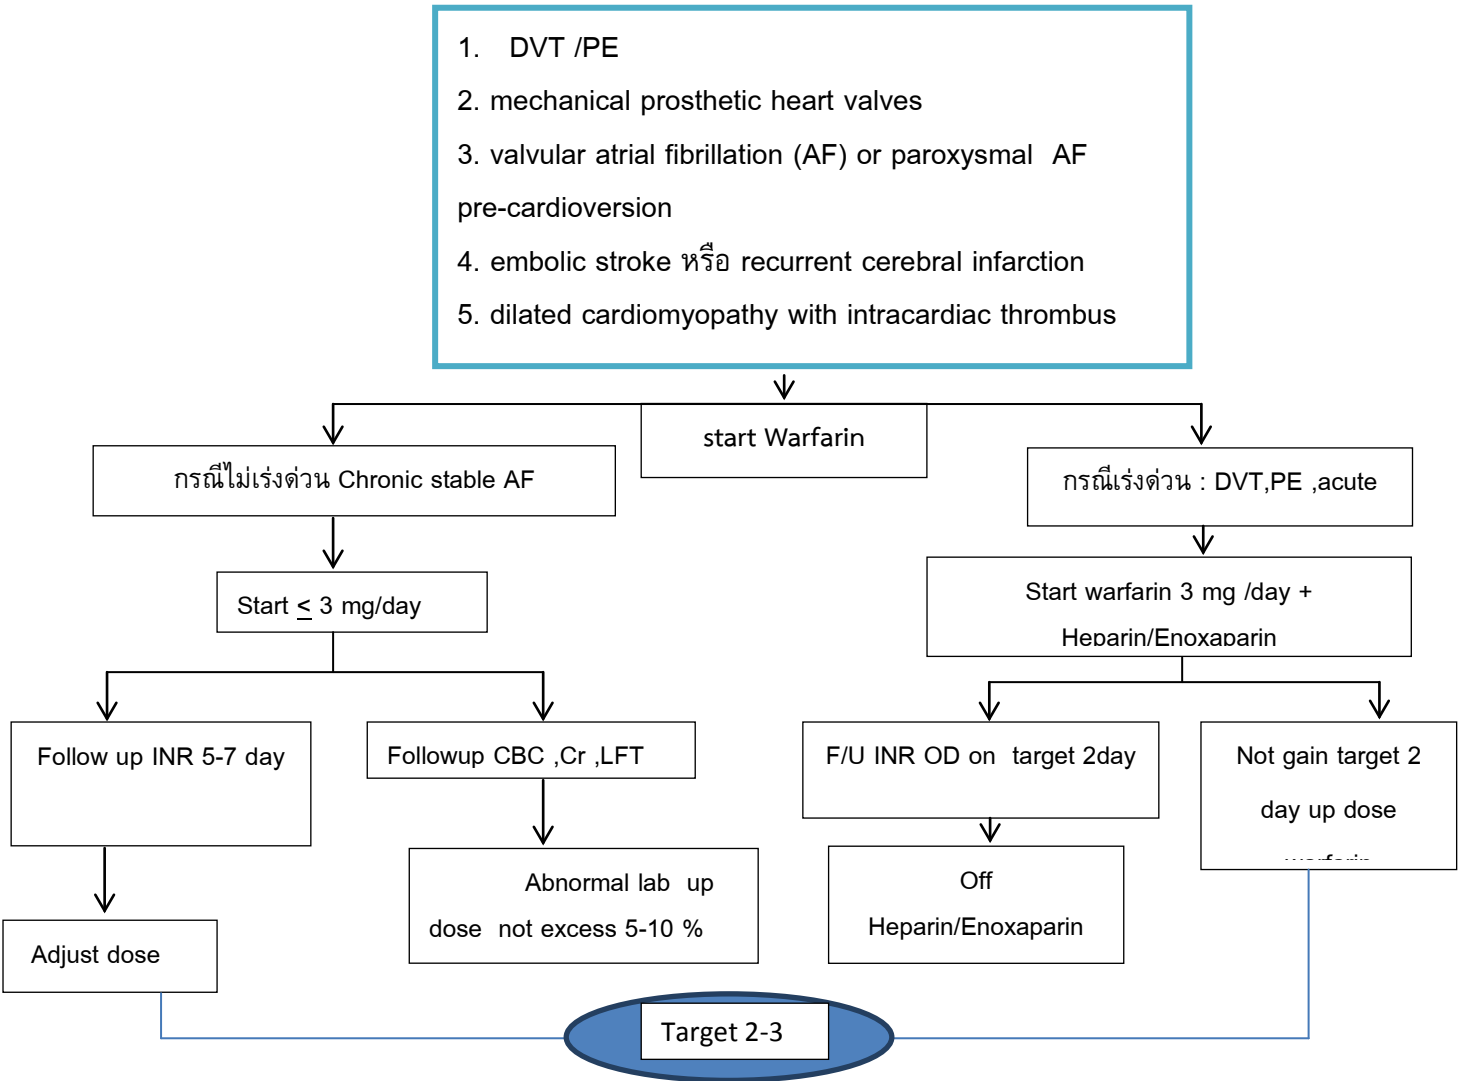 1. DVT /PE
2. mechanical prosthetic heart valves
3. valvular atrial fibrillation (AF) or paroxysmal AF
pre-cardioversion
4. embolic stroke หรือ recurrent cerebral infarction
5. dilated cardiomyopathy with intracardiac thrombus
start Warfarin
กรณีไม่เร่งด่วน Chronic stable AF
กรณีเร่งด่วน : DVT,PE ,acute
Start ≤ 3 mg/day
Start warfarin 3 mg /day +
Heparin/Enoxaparin
Follow up INR 5-7 day
Followup CBC ,Cr ,LFT
F/U INR OD on target 2day
Not gain target 2
day up dose
warfarin
Abnormal lab up
dose not excess 5-10 %
Off
Heparin/Enoxaparin
Adjust dose
Target 2-3